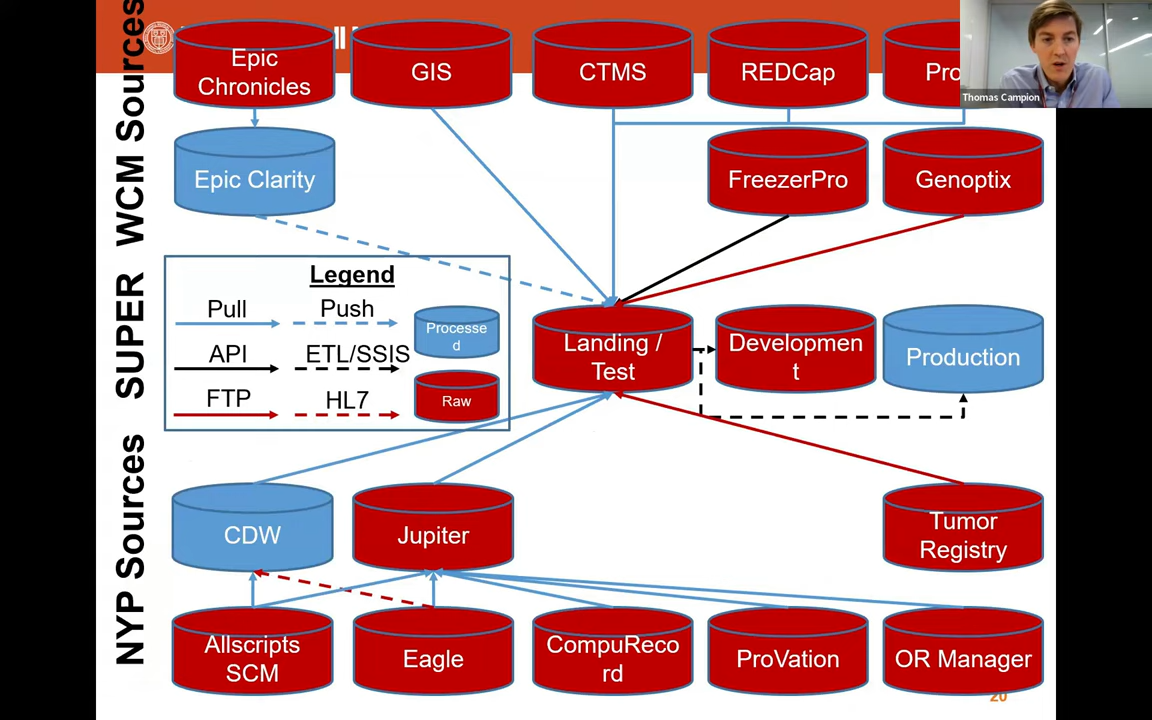 WCM Sources
SUPER
NYP Sources
Epic
Chronicles
GIS
CTMS
REDCap
Pro
Thomas Campion
Epic Clarity
FreezerPro
Genoptix
Legend
Pull
Push
Processe
d
API
ETL/SSIS
FTP
HL7
Raw
Landing /
Test
Developmen
t
Production
CDW
Jupiter
Tumor
Registry
Allscripts
SCM
Eagle
CompuReco
rd
ProVation
OR Manager
20